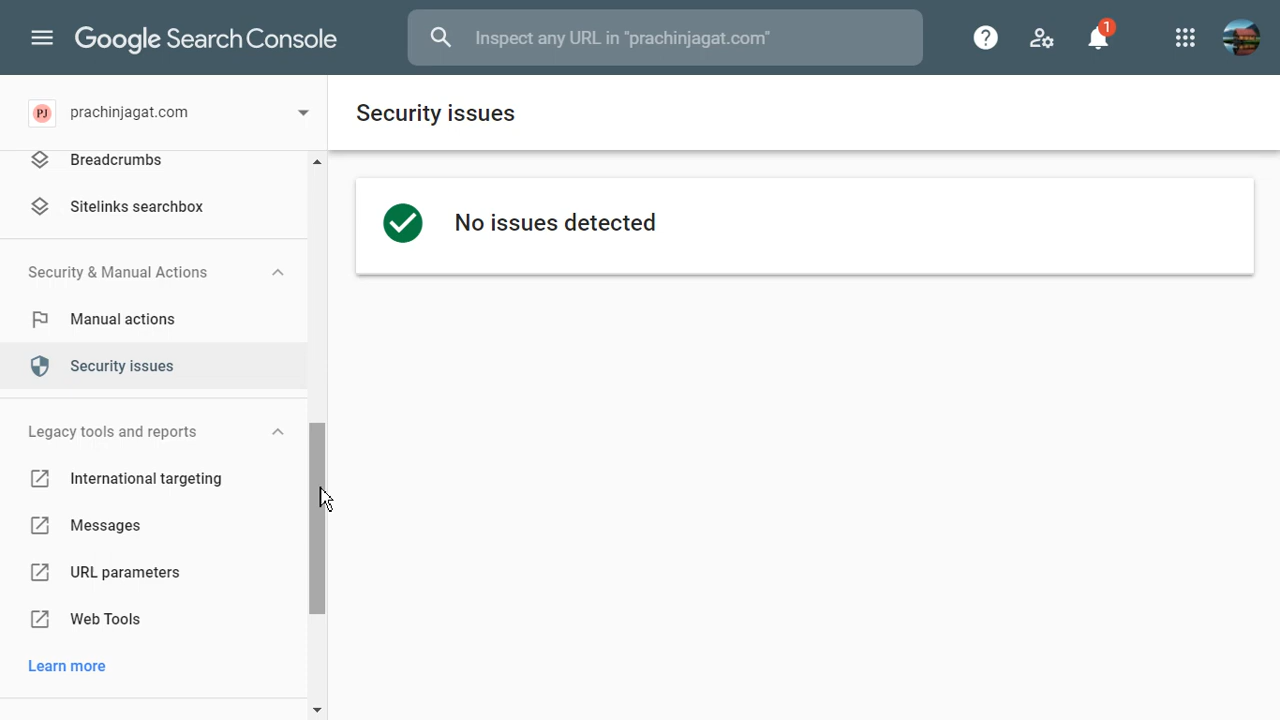 Google Search Console
Inspect any URL in "prachinjagat.com"
1
PJ
prachinjagat.com
Security issues
Breadcrumbs
Sitelinks searchbox
No issues detected
Security & Manual Actions
Manual actions
Security issues
Legacy tools and reports
International targeting
Messages
URL parameters
Web Tools
Learn more